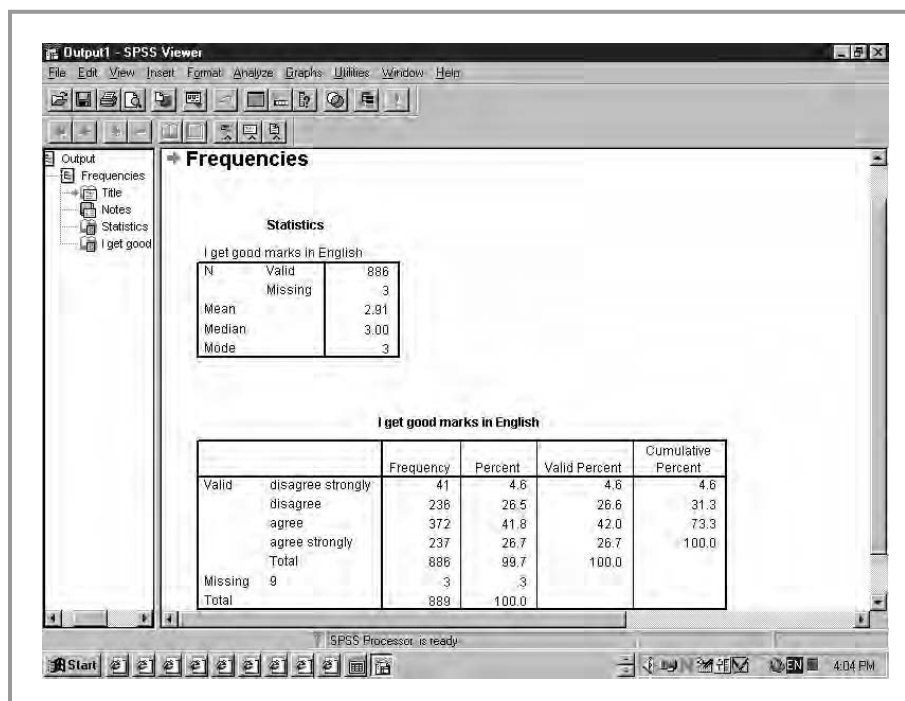 Output1 - SPSS Viewer
File Edit View Insert Format Analyze Graphs Utilities Window Help
Output
Frequencies
Title
Notes
Statistics
I get good
Frequencies
Statistics
I get good marks in English
N Valid 886
Missing 3
Mean 2.91
Median 3.00
Mode 3
I get good marks in English
Frequency Percent Valid Percent Cumulative Percent
Valid disagree strongly 41 4.6 4.6 4.6
disagree 236 26.5 26.6 31.3
agree 372 41.8 42.0 73.3
agree strongly 237 26.7 26.7 100.0
Total 886 99.7 100.0
Missing 9 3 .3
Total 889 100.0
SPSS Processor is ready
Start
EN
4:04 PM